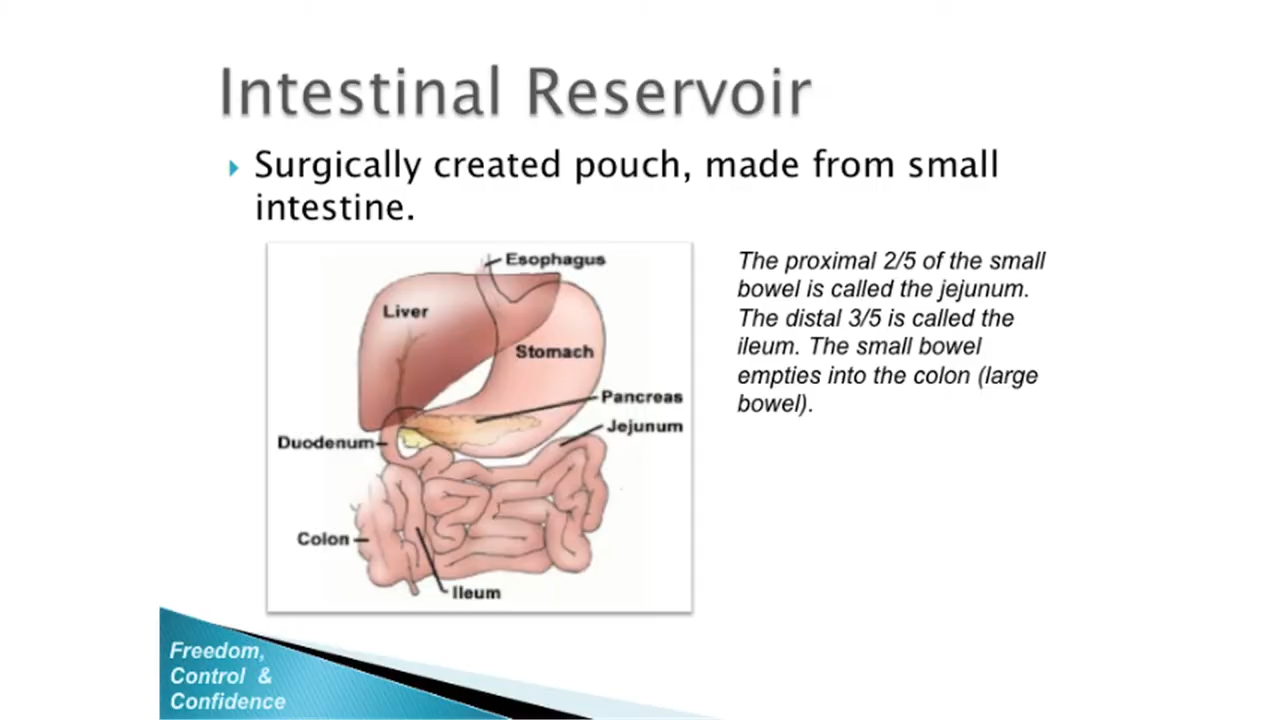 Intestinal Reservoir
Surgically created pouch, made from small
intestine.
Esophagus
Liver
Stomach
Pancreas
Jejunum
Duodenum
Colon
Ileum
The proximal 2/5 of the small
bowel is called the jejunum.
The distal 3/5 is called the
ileum. The small bowel
empties into the colon (large
bowel).
Freedom,
Control &
Confidence